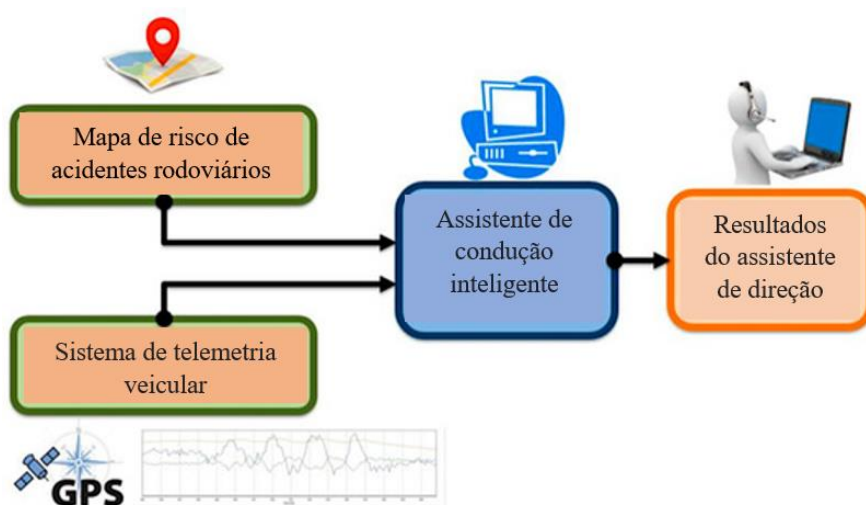 Mapa de risco de
acidentes rodoviários
Assistente de
condução
inteligente
Resultados
do assistente
de direção
Sistema de telemetria
veicular
GPS